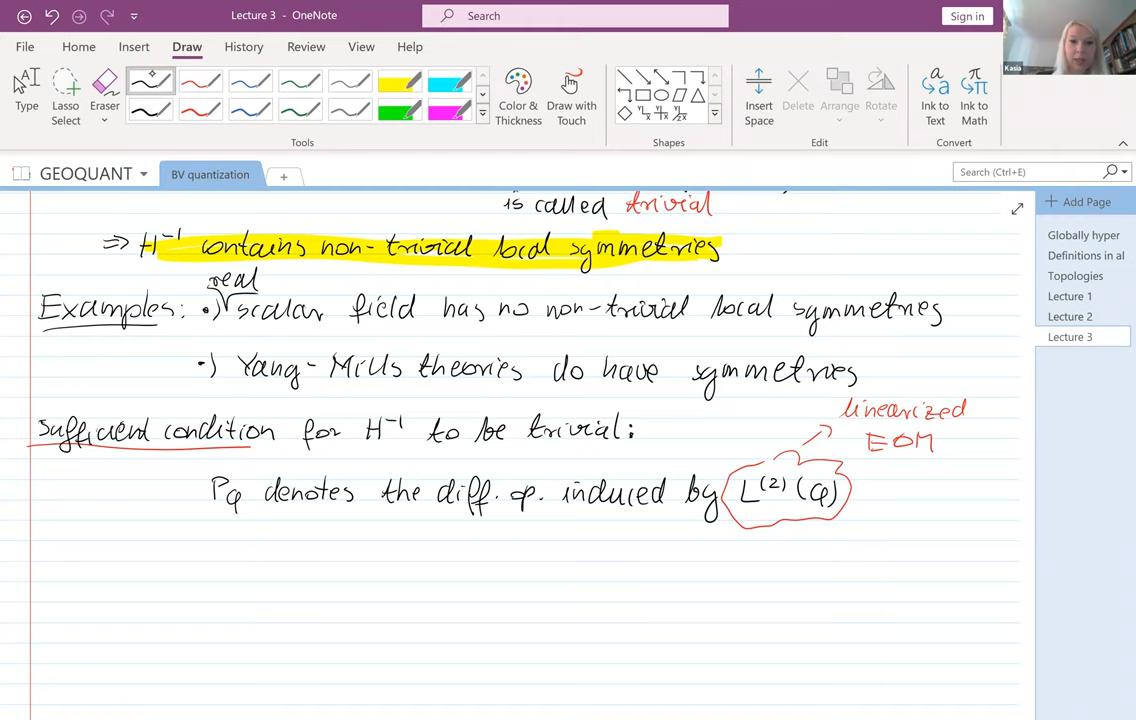 Lecture 3 - OneNote
Search
Sign in
File Home Insert Draw History Review View Help
Type
Lasso Select
Eraser
Color & Thickness
Draw with Touch
Insert Space
Delete
Arrange
Rotate
Ink to Text
Ink to Math
Tools
Shapes
Edit
Convert
Kasia
GEOQUANT
BV quantization
Search (Ctrl+E)
Add Page
Globally hyper
Definitions in al
Topologies
Lecture 1
Lecture 2
Lecture 3
is called trivial
⇒ H⁻¹ contains non-trivial local symmetries
real
Examples: •) scalar field has no non-trivial local symmetries
•) Yang-Mills theories do have symmetries
linearized
EOM
Sufficient condition for H⁻¹ to be trivial:
P_φ denotes the diff. op. induced by L⁽²⁾(φ)